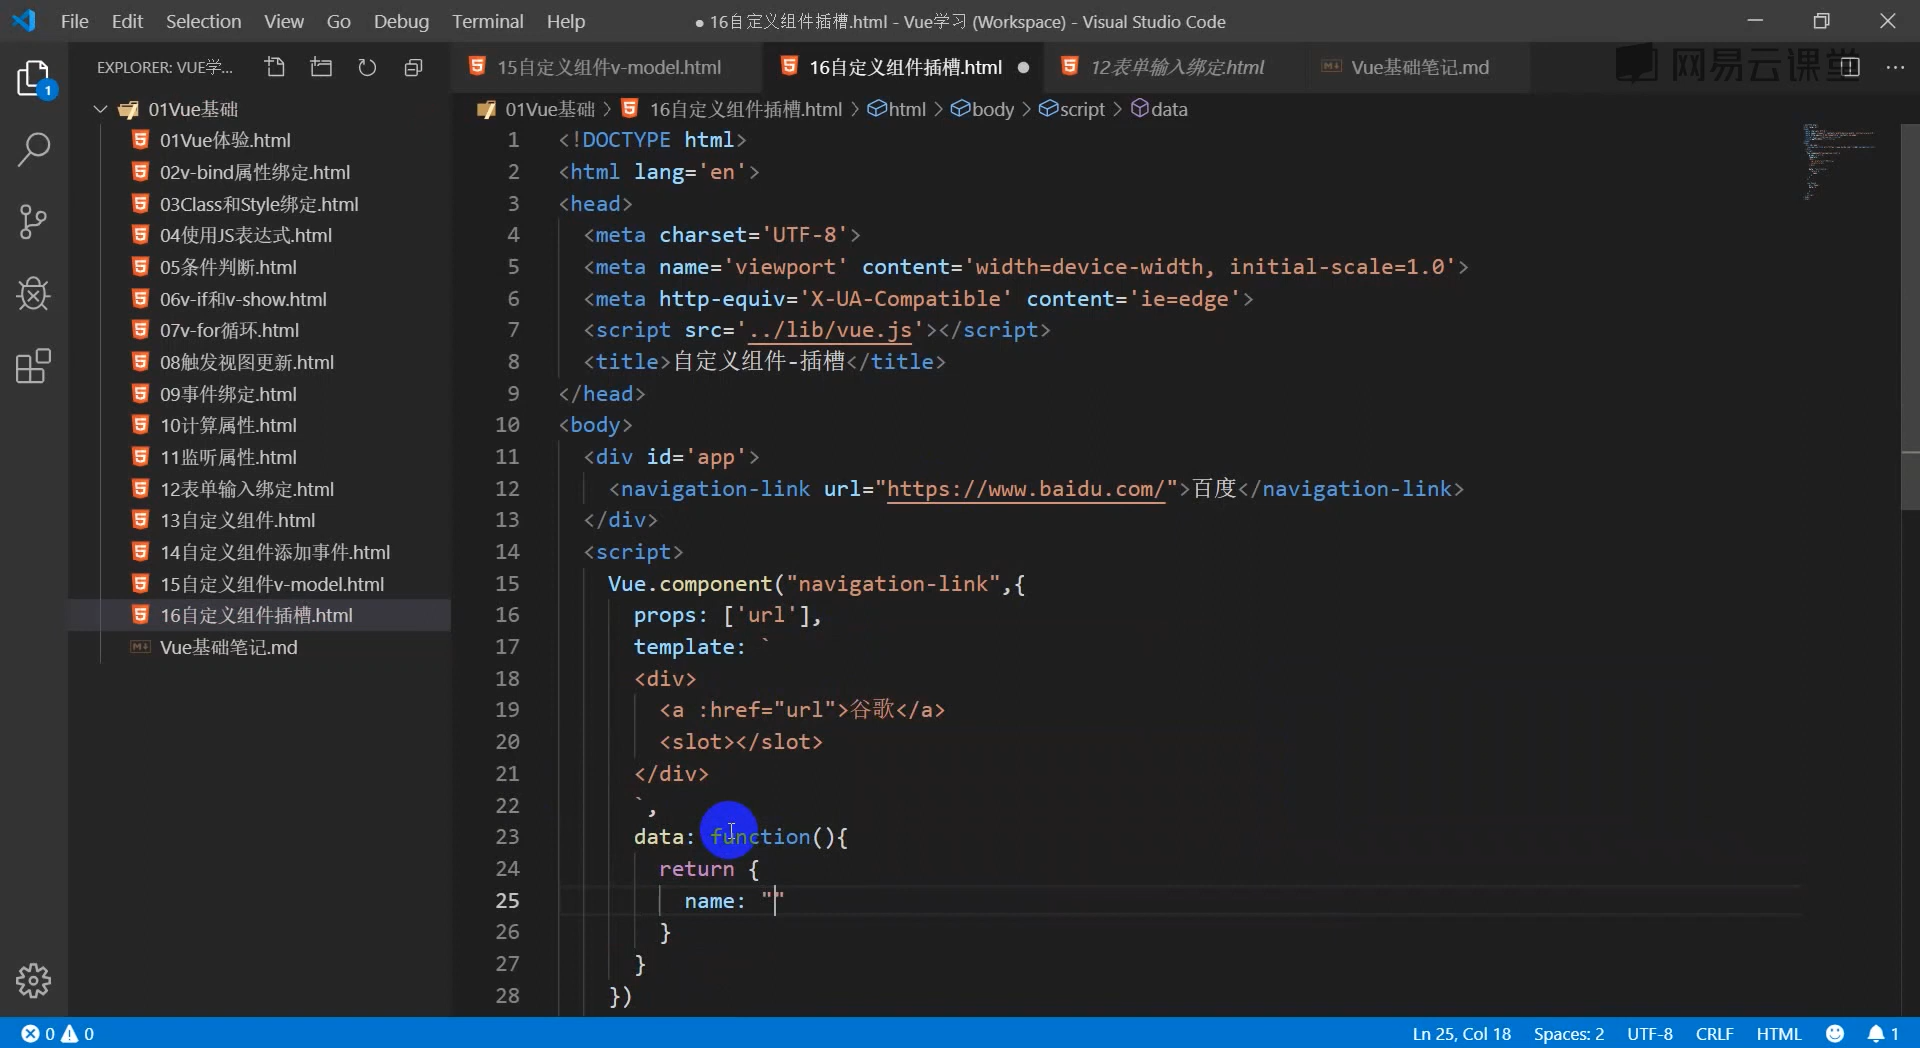 File Edit Selection View Go Debug Terminal Help
● 16自定义组件插槽.html - Vue学习 (Workspace) - Visual Studio Code
EXPLORER: VUE学...
15自定义组件v-model.html
16自定义组件插槽.html ●
12表单输入绑定.html
Vue基础笔记.md
网易云课堂
1
01Vue基础
01Vue体验.html
02v-bind属性绑定.html
03Class和Style绑定.html
04使用JS表达式.html
05条件判断.html
06v-if和v-show.html
07v-for循环.html
08触发视图更新.html
09事件绑定.html
10计算属性.html
11监听属性.html
12表单输入绑定.html
13自定义组件.html
14自定义组件添加事件.html
15自定义组件v-model.html
16自定义组件插槽.html
Vue基础笔记.md
01Vue基础 > 16自定义组件插槽.html > html > body > script > data
1 <!DOCTYPE html>
2 <html lang='en'>
3 <head>
4 <meta charset='UTF-8'>
5 <meta name='viewport' content='width=device-width, initial-scale=1.0'>
6 <meta http-equiv='X-UA-Compatible' content='ie=edge'>
7 <script src='../lib/vue.js'></script>
8 <title>自定义组件-插槽</title>
9 </head>
10 <body>
11 <div id='app'>
12 <navigation-link url="https://www.baidu.com/">百度</navigation-link>
13 </div>
14 <script>
15 Vue.component("navigation-link",{
16 props: ['url'],
17 template: `
18 <div>
19 <a :href="url">谷歌</a>
20 <slot></slot>
21 </div>
22 `,
23 data: function(){
24 return {
25 name: ""
26 }
27 }
28 })
0 0
Ln 25, Col 18 Spaces: 2 UTF-8 CRLF HTML 1